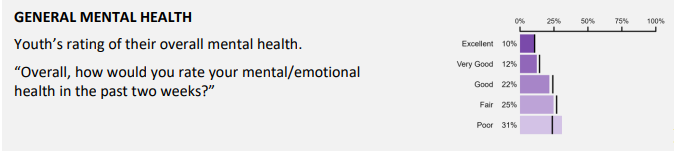 GENERAL MENTAL HEALTH
Youth's rating of their overall mental health.
“Overall, how would you rate your mental/emotional
health in the past two weeks?”
0% 25% 50% 75% 100%
Excellent 10%
Very Good 12%
Good 22%
Fair 25%
Poor 31%